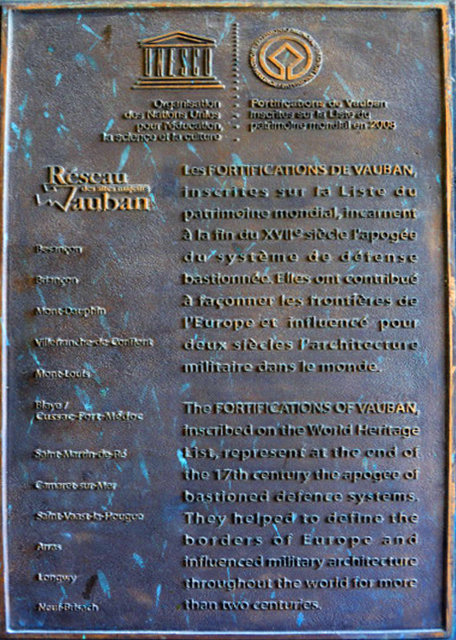 UNESCO
Organisation
des Nations Unies
pour l'éducation,
la science et la culture
Fortifications de Vauban
inscrites sur la Liste du
patrimoine mondial en 2008
Réseau
des sites majeurs
Vauban
Besançon
Briançon
Mont-Dauphin
Villefranche-de-Conflent
Mont-Louis
Blaye /
Cussac-Fort-Médoc
Saint-Martin-de-Ré
Camaret-sur-Mer
Saint-Vaast-la-Hougue
Arras
Longwy
Neuf-Brisach
Les FORTIFICATIONS DE VAUBAN,
inscrites sur la Liste du
patrimoine mondial, incarnent
à la fin du XVIIe siècle l'apogée
du système de défense
bastionnée. Elles ont contribué
à façonner les frontières de
l'Europe et influencé pour
deux siècles l'architecture
militaire dans le monde.
The FORTIFICATIONS OF VAUBAN,
inscribed on the World Heritage
List, represent at the end of
the 17th century the apogee of
bastioned defence systems.
They helped to define the
borders of Europe and
influenced military architecture
throughout the world for more
than two centuries.